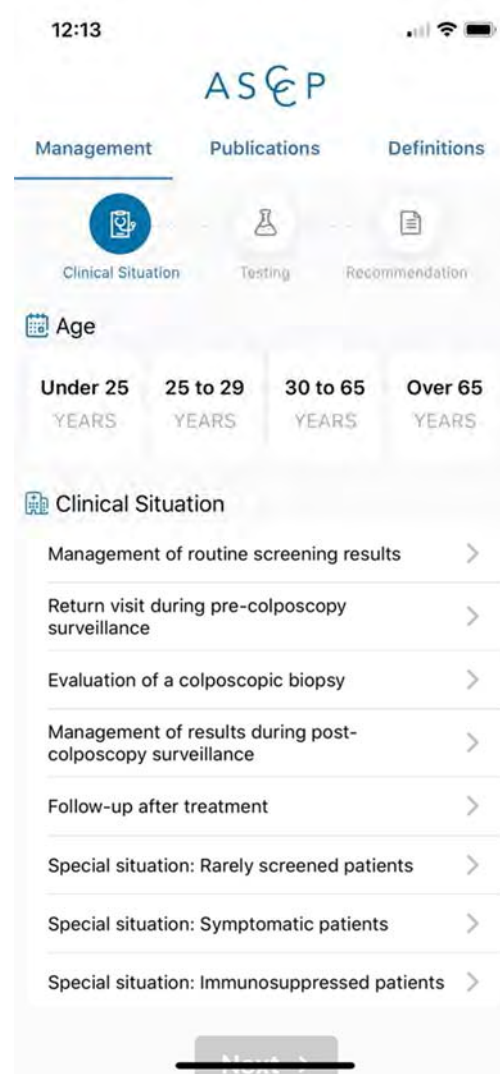 12:13
ASCCP
Management Publications Definitions
Clinical Situation Testing Recommendation
Age
Under 25 25 to 29 30 to 65 Over 65
YEARS YEARS YEARS YEARS
Clinical Situation
Management of routine screening results
Return visit during pre-colposcopy
surveillance
Evaluation of a colposcopic biopsy
Management of results during post-
colposcopy surveillance
Follow-up after treatment
Special situation: Rarely screened patients
Special situation: Symptomatic patients
Special situation: Immunosuppressed patients
Next